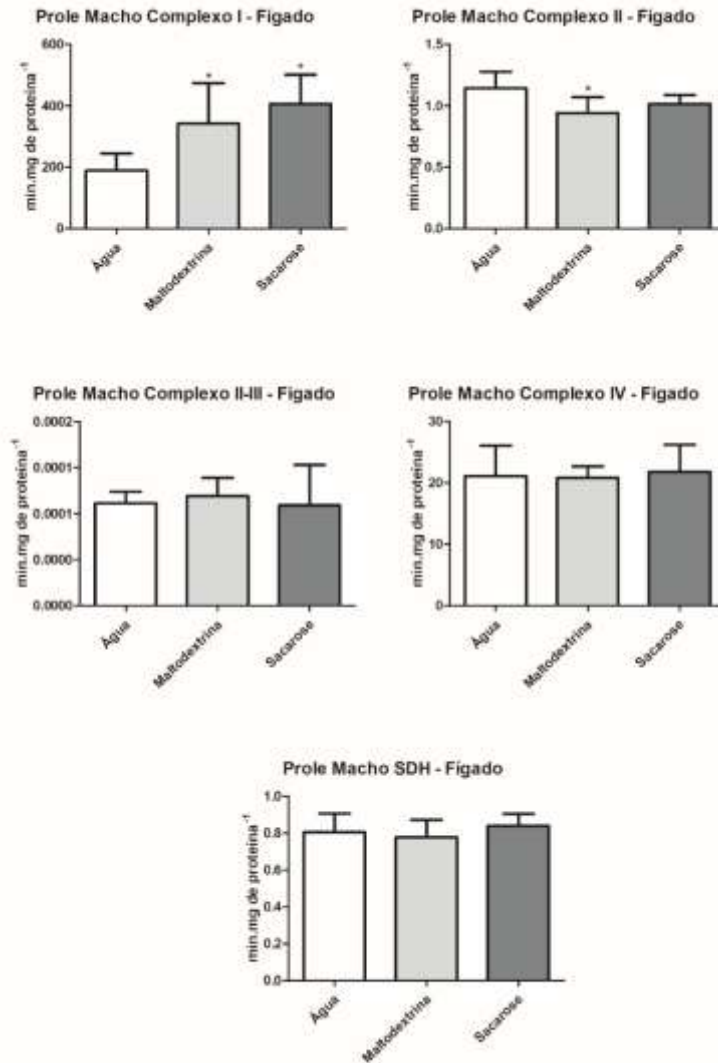 Prole Macho Complexo I - Fígado
min.mg de proteína⁻¹
600
400
200
0
*
*
Água
Maltodextrina
Sacarose
Prole Macho Complexo II - Fígado
min.mg de proteína⁻¹
1.5
1.0
0.5
0.0
*
Água
Maltodextrina
Sacarose
Prole Macho Complexo II-III - Fígado
min.mg de proteína⁻¹
0.0002
0.0001
0.0001
0.0000
0.0000
Água
Maltodextrina
Sacarose
Prole Macho Complexo IV - Fígado
min.mg de proteína⁻¹
30
20
10
0
Água
Maltodextrina
Sacarose
Prole Macho SDH - Fígado
min.mg de proteína⁻¹
1.0
0.8
0.6
0.4
0.2
0.0
Água
Maltodextrina
Sacarose